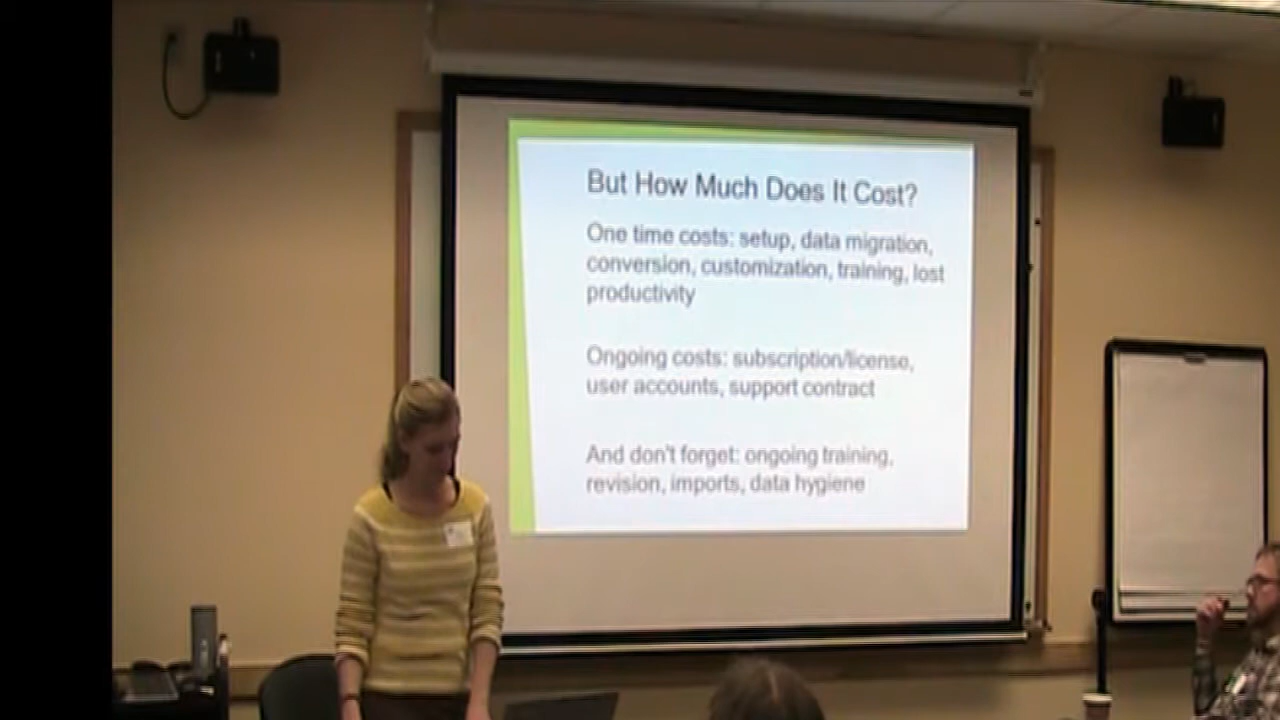 But How Much Does It Cost?
One time costs: setup, data migration,
conversion, customization, training, lost
productivity
Ongoing costs: subscription/license,
user accounts, support contract
And don't forget: ongoing training,
revision, imports, data hygiene